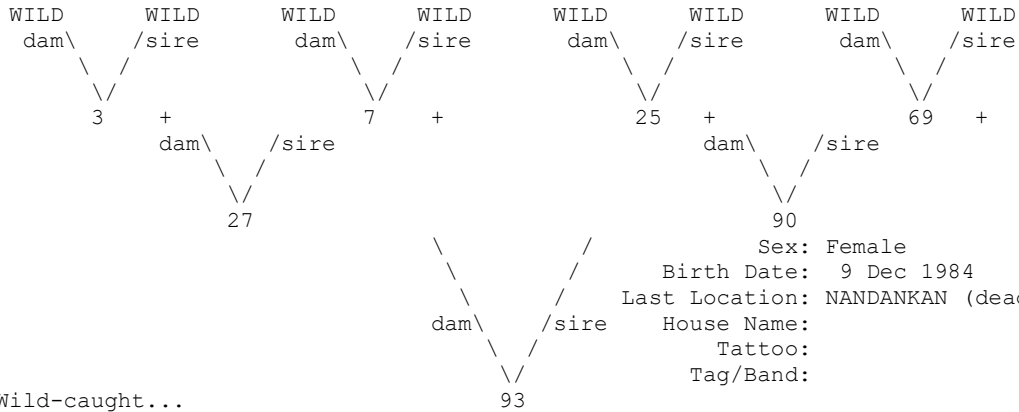 WILD WILD WILD WILD WILD WILD WILD WILD
dam\ /sire dam\ /sire dam\ /sire dam\ /sire
\ / \ / \ / \ /
\/ \/ \/ \/
3 + 7 + 25 + 69 +
dam\ /sire dam\ /sire
\ / \ /
\/ \/
27 90
\ / Sex: Female
\ / Birth Date: 9 Dec 1984
\ / Last Location: NANDANKAN (dead
dam\ /sire House Name:
\ / Tattoo:
\/ Tag/Band:
Wild-caught... 93